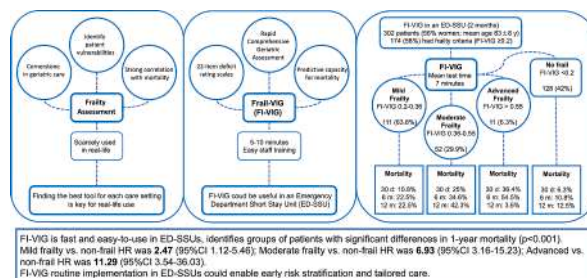 Identify
patient
vulnerabilities
Cornerstone
in geriatric care
Strong correlation
with mortality
Frailty
Assessment
Scarsely used
in real-life
Finding the best tool for each care setting
is key for real-life use
Rapid
Comprehensive
Geriatric
Assessment
22-item deficit
rating scales
Predictive capacity
for mortality
Frail-VIG
(FI-VIG)
5-10 minutes
Easy staff training
FI-VIG coud be useful in an Emergency
Department Short Stay Unit (ED-SSU)
FI-VIG in an ED-SSU (2 months)
302 patients (56% women; mean age 83 ±8 y)
174 (58%) had frailty criteria (FI-VIG ≥0.2)
FI-VIG
Mean test time
7 minutes
No frail
FI-VIG <0.2
128 (42%)
Mild
Frailty
FI-VIG 0.2-0.36
111 (63.8%)
Moderate
Frailty
FI-VIG 0.36-0.55
52 (29.9%)
Advanced
Frailty
FI-VIG > 0.55
11 (6.3%)
Mortality
30 d: 10.8%
6 m: 22.5%
12 m: 22.5%
Mortality
30 d: 25%
6 m: 34.6%
12 m: 42.3%
Mortality
30 d: 36.4%
6 m: 54.5%
Mortality
30 d: 6.3%
6 m: 10.8%
12 m: 12.5%
FI-VIG is fast and easy-to-use in ED-SSUs, identifies groups of patients with significant differences in 1-year mortality (p<0.001).
Mild frailty vs. non-frail HR was 2.47 (95%CI 1.12-5.46); Moderate frailty vs. non-frail HR was 6.93 (95%CI 3.16-15.23); Advanced vs.
non-frail HR was 11.29 (95%CI 3.54-36.03).
FI-VIG routine implementation in ED-SSUs could enable early risk stratification and tailored care.